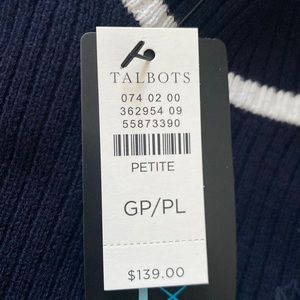 TALBOTS
074 02 00
362954 09
55873390
PETITE
GP/PL
$139.00